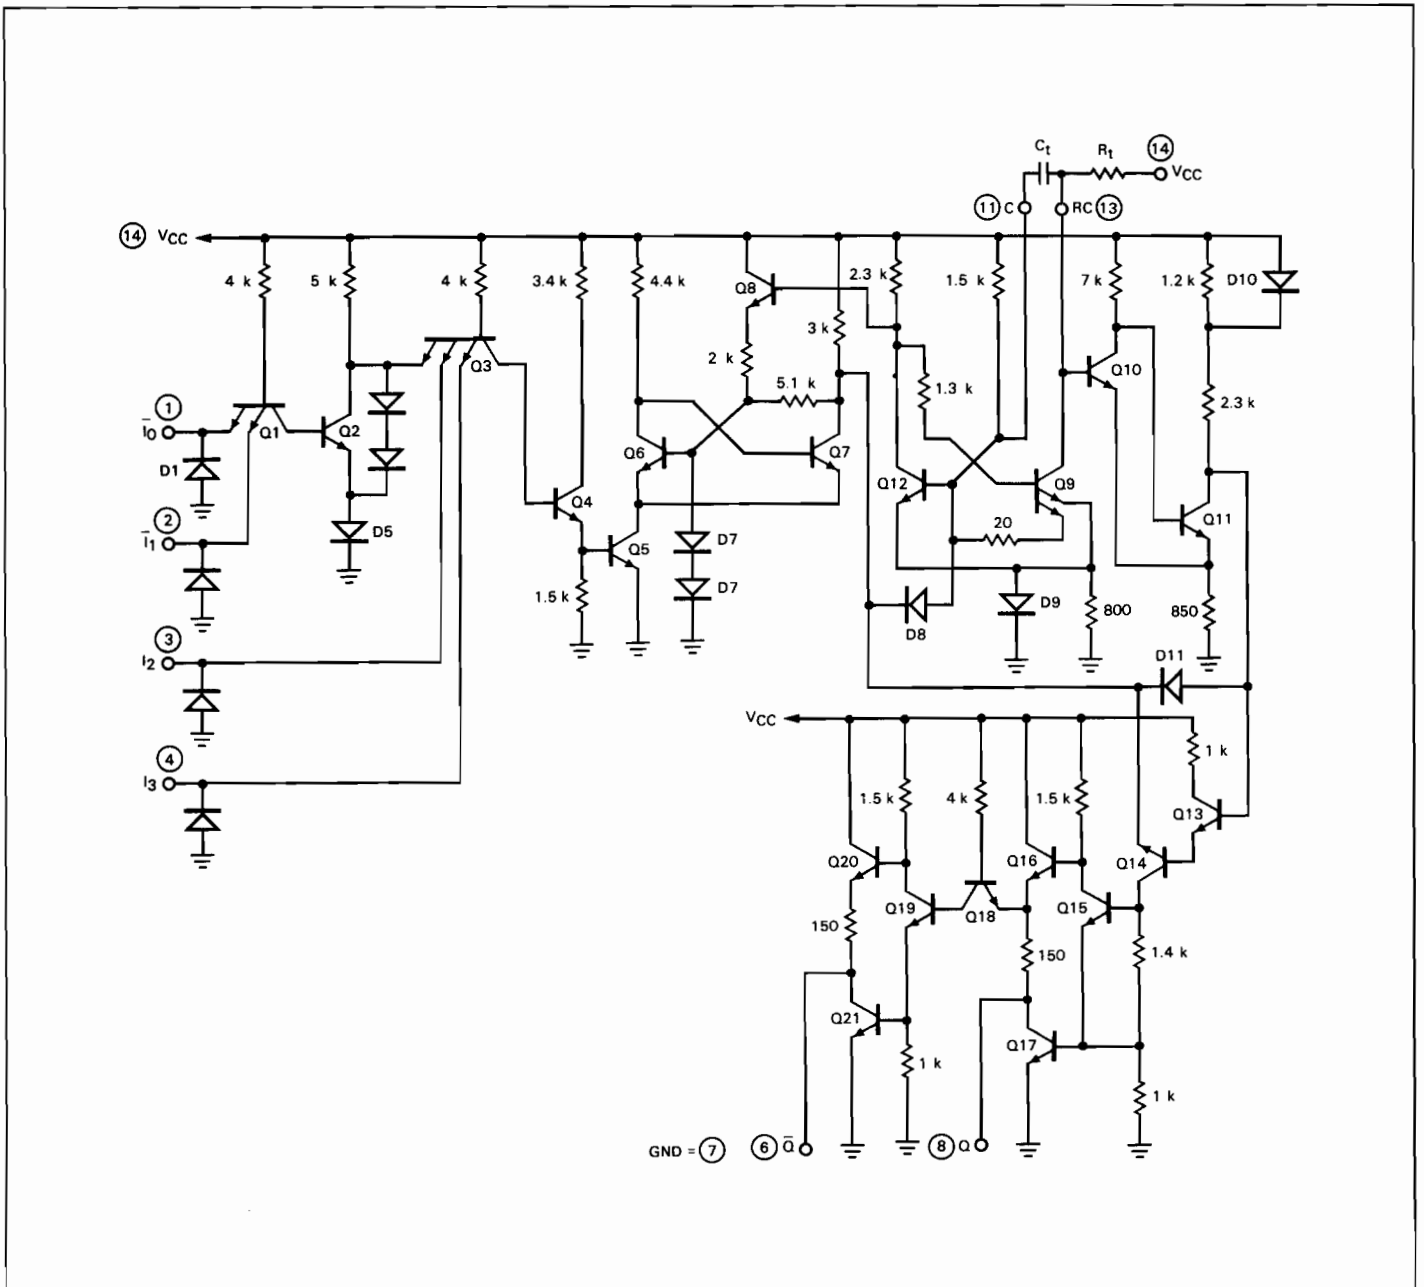 Ct
Rt
14
VCC
11 C
RC 13
14 VCC
4 k
5 k
4 k
3.4 k
4.4 k
Q8
2.3 k
1.5 k
7 k
1.2 k
D10
3 k
2 k
Q3
Q10
5.1 k
1.3 k
2.3 k
1
I̅0
Q1
Q2
D1
Q6
Q7
Q12
Q9
Q4
Q11
2
I̅1
D5
20
Q5
D7
D7
1.5 k
D8
D9
800
850
3
I2
D11
VCC
4
I3
1 k
1.5 k
4 k
1.5 k
Q13
Q20
Q16
Q14
Q19
Q18
Q15
150
150
1.4 k
Q21
Q17
1 k
1 k
GND = 7
6 Q̅
8 Q